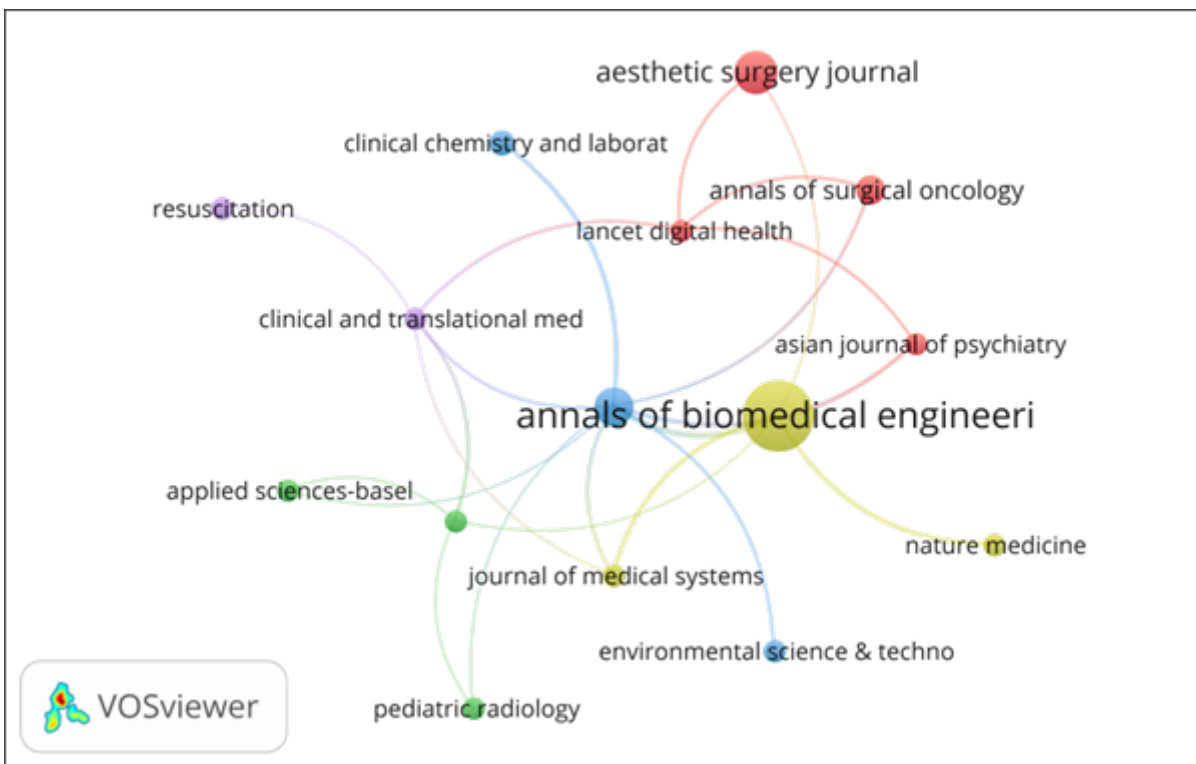 aesthetic surgery journal
clinical chemistry and laborat
annals of surgical oncology
resuscitation
lancet digital health
clinical and translational med
asian journal of psychiatry
annals of biomedical engineeri
applied sciences-basel
nature medicine
journal of medical systems
environmental science & techno
pediatric radiology
VOSviewer